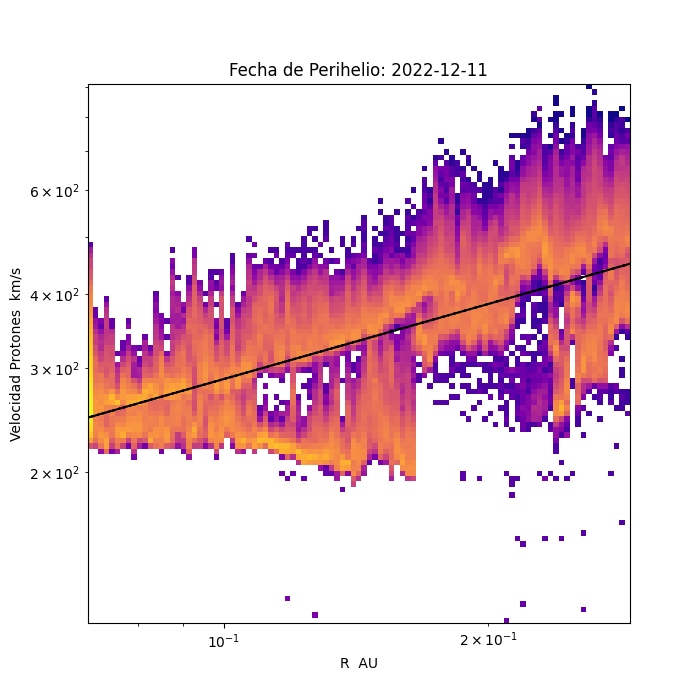 Fecha de Perihelio: 2022-12-11
6 × 10²
4 × 10²
3 × 10²
2 × 10²
Velocidad Protones  km/s
10⁻¹
2 × 10⁻¹
R  AU